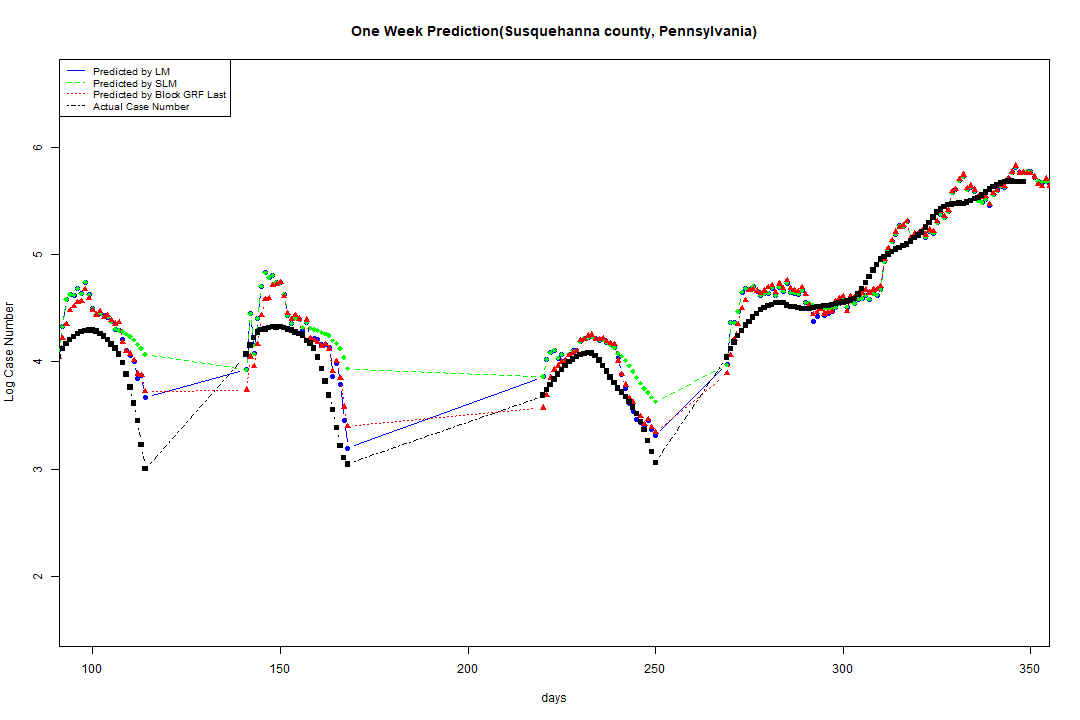 One Week Prediction(Susquehanna county, Pennsylvania)
Predicted by LM
Predicted by SLM
Predicted by Block GRF Last
Actual Case Number
Log Case Number
6
5
4
3
2
100 150 200 250 300 350
days